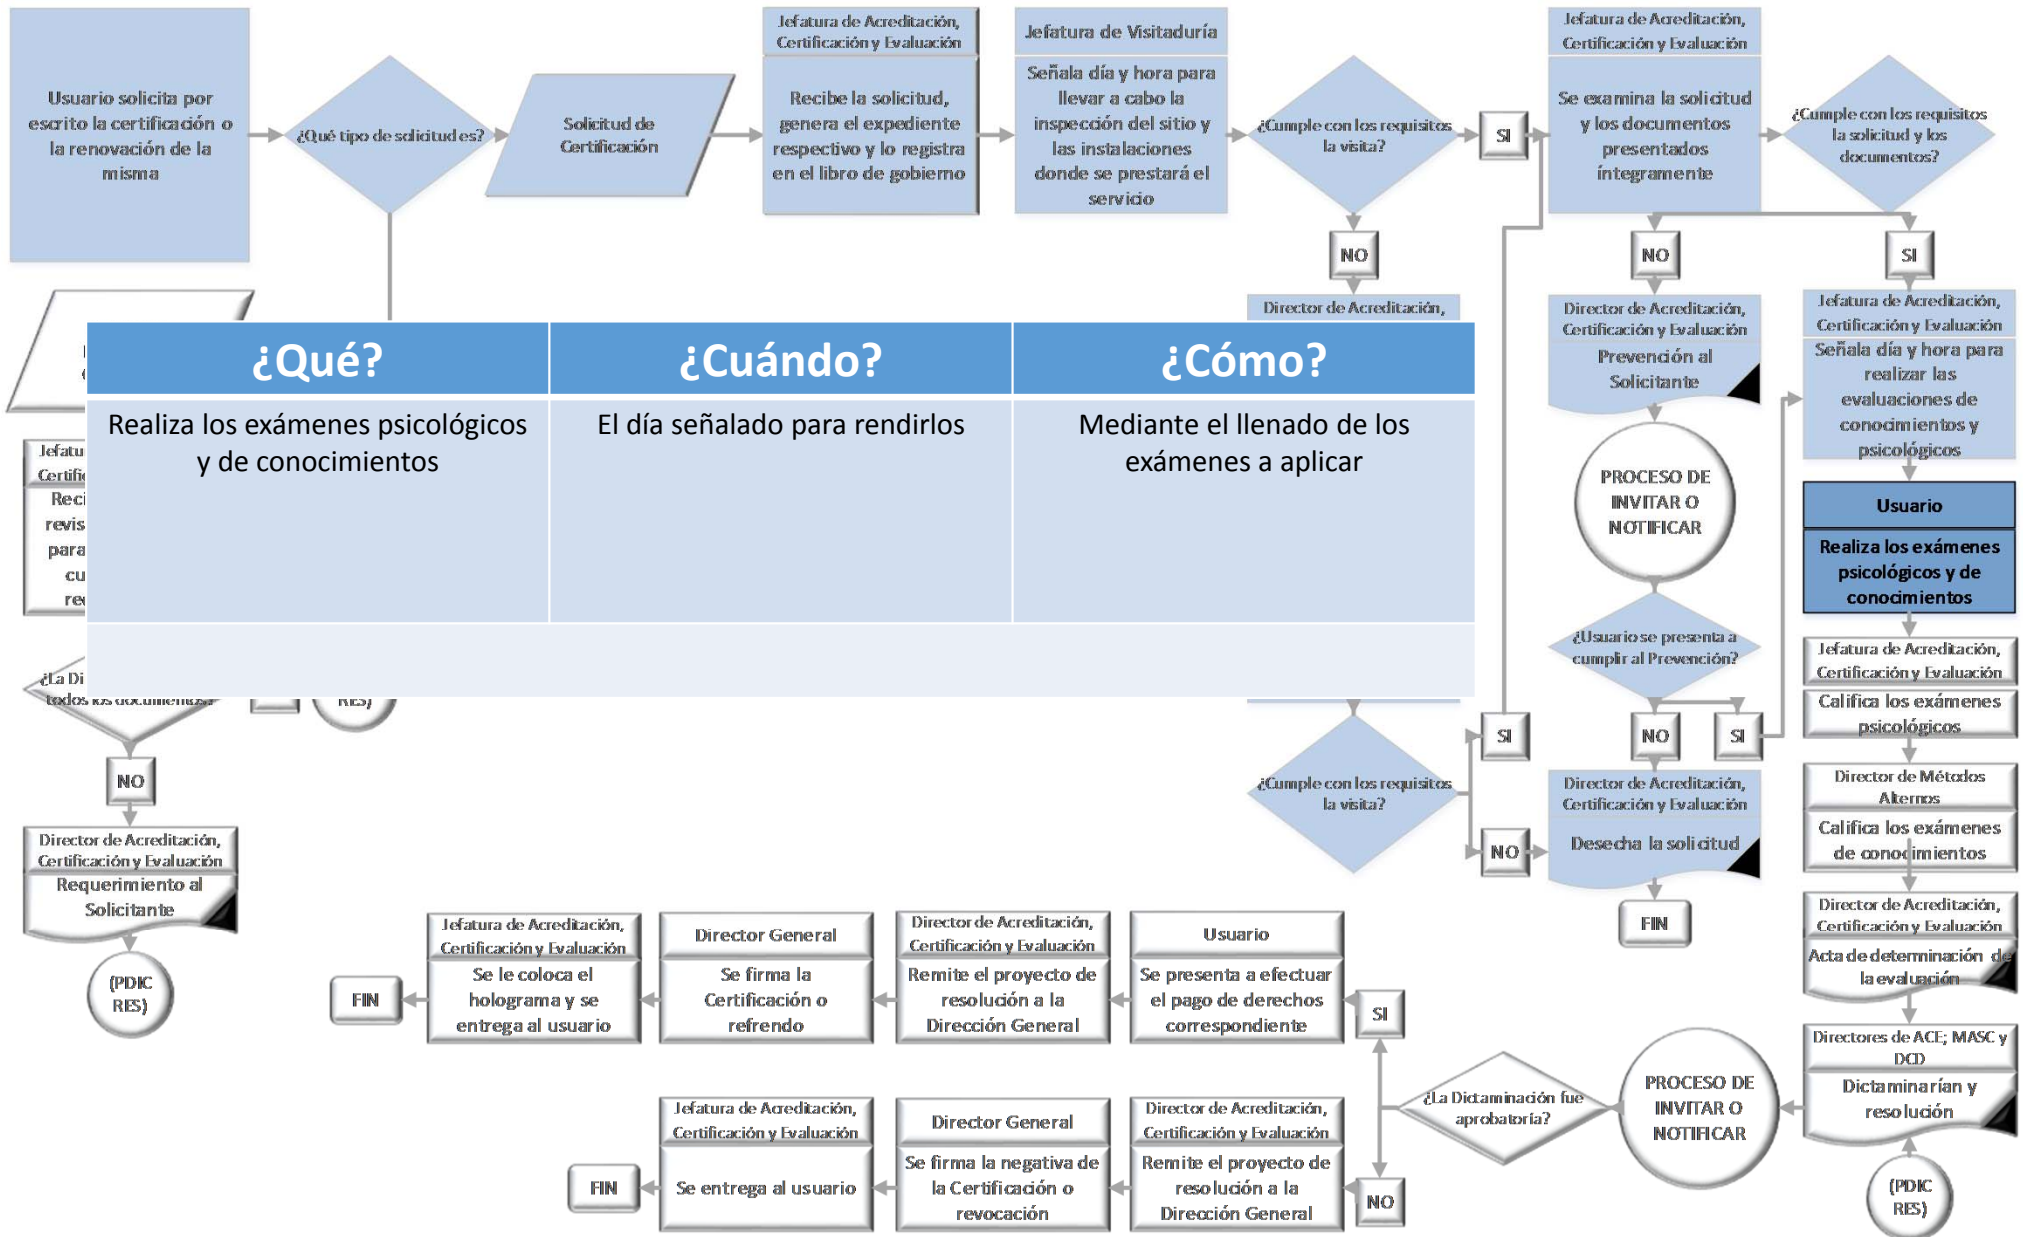 Usuario solicita por
escrito la certificación o
la renovación de la
misma
¿Qué tipo de solicitud es?
Solicitud de
Certificación
Jefatura de Acreditación,
Certificación y Evaluación
Recibe la solicitud,
genera el expediente
respectivo y lo registra
en el libro de gobierno
Jefatura de Visitaduría
Señala día y hora para
llevar a cabo la
inspección del sitio y
las instalaciones
donde se prestará el
servicio
¿Cumple con los requisitos
la visita?
SI
NO
Jefatura de Acreditación,
Certificación y Evaluación
Se examina la solicitud
y los documentos
presentados
íntegramente
¿Cumple con los requisitos
la solicitud y los
documentos?
NO
SI
Director de Acreditación,
Director de Acreditación,
Certificación y Evaluación
Prevención al
Solicitante
PROCESO DE
INVITAR O
NOTIFICAR
¿Usuario se presenta a
cumplir al Prevención?
NO
SI
Director de Acreditación,
Certificación y Evaluación
Desecha la solicitud
FIN
Jefatura de Acreditación,
Certificación y Evaluación
Señala día y hora para
realizar las
evaluaciones de
conocimientos y
psicológicos
Usuario
Realiza los exámenes
psicológicos y de
conocimientos
Jefatura de Acreditación,
Certificación y Evaluación
Califica los exámenes
psicológicos
Director de Métodos
Alternos
Califica los exámenes
de conocimientos
Director de Acreditación,
Certificación y Evaluación
Acta de determinación de
la evaluación
Directores de ACE; MASC y
DCD
Dictaminarían y
resolución
(PDIC
RES)
¿Qué?
¿Cuándo?
¿Cómo?
Realiza los exámenes psicológicos
y de conocimientos
El día señalado para rendirlos
Mediante el llenado de los
exámenes a aplicar
¿La Di
todos los documentos?
RES)
NO
Director de Acreditación,
Certificación y Evaluación
Requerimiento al
Solicitante
(PDIC
RES)
¿Cumple con los requisitos
la visita?
SI
NO
PROCESO DE
INVITAR O
NOTIFICAR
¿La Dictaminación fue
aprobatoria?
SI
NO
Usuario
Se presenta a efectuar
el pago de derechos
correspondiente
Director de Acreditación,
Certificación y Evaluación
Remite el proyecto de
resolución a la
Dirección General
Director General
Se firma la
Certificación o
refrendo
Jefatura de Acreditación,
Certificación y Evaluación
Se le coloca el
holograma y se
entrega al usuario
FIN
Director de Acreditación,
Certificación y Evaluación
Remite el proyecto de
resolución a la
Dirección General
Director General
Se firma la negativa de
la Certificación o
revocación
Jefatura de Acreditación,
Certificación y Evaluación
Se entrega al usuario
FIN